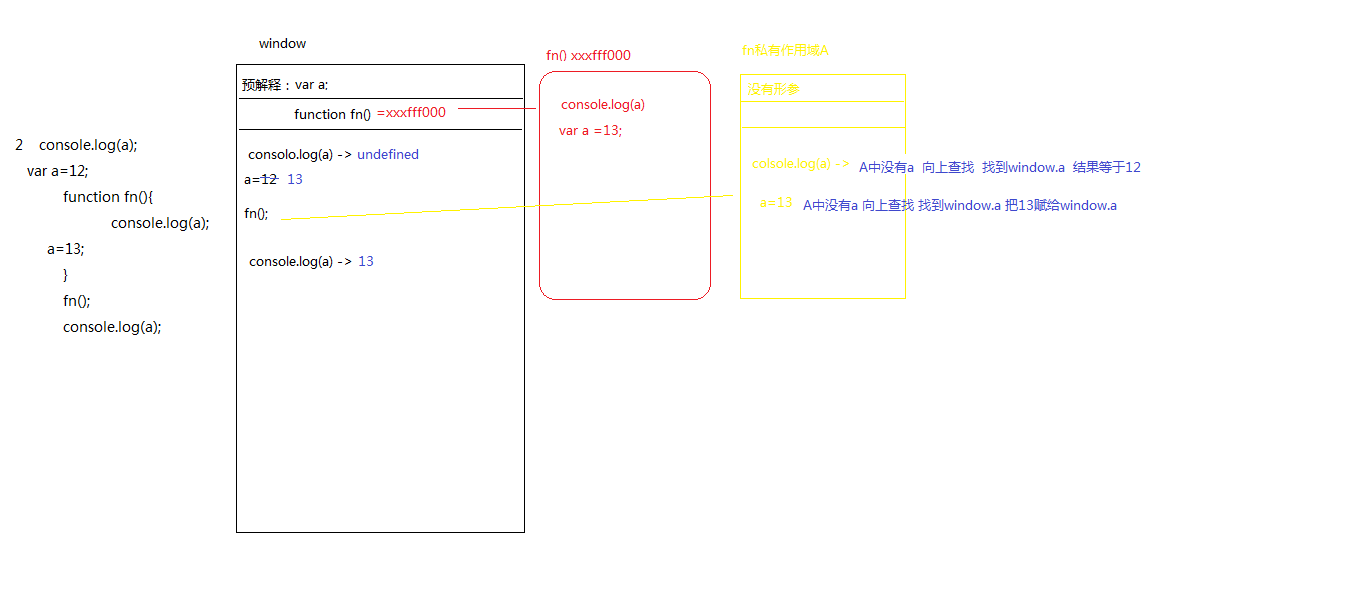 2 console.log(a);
var a=12;
function fn(){
console.log(a);
a=13;
}
fn();
console.log(a);
window
预解释：var a;
function fn() =xxxfff000
consolo.log(a) -> undefined
a=12 13
fn();
console.log(a) -> 13
fn() xxxfff000
console.log(a)
var a =13;
fn私有作用域A
没有形参
colsole.log(a) -> A中没有a 向上查找 找到window.a 结果等于12
a=13 A中没有a 向上查找 找到window.a 把13赋给window.a